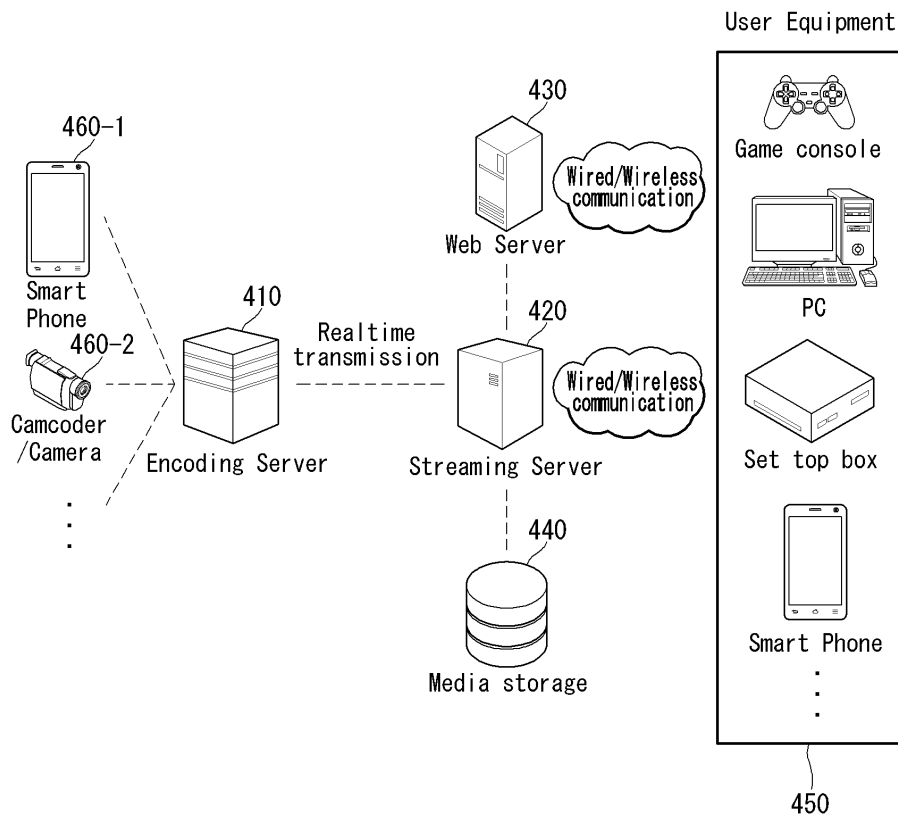 User Equipment
460-1
Smart
Phone
460-2
Camcoder
/Camera
410
Encoding Server
Realtime
transmission
430
Web Server
Wired/Wireless
communication
420
Streaming Server
Wired/Wireless
communication
440
Media storage
Game console
PC
Set top box
Smart Phone
450